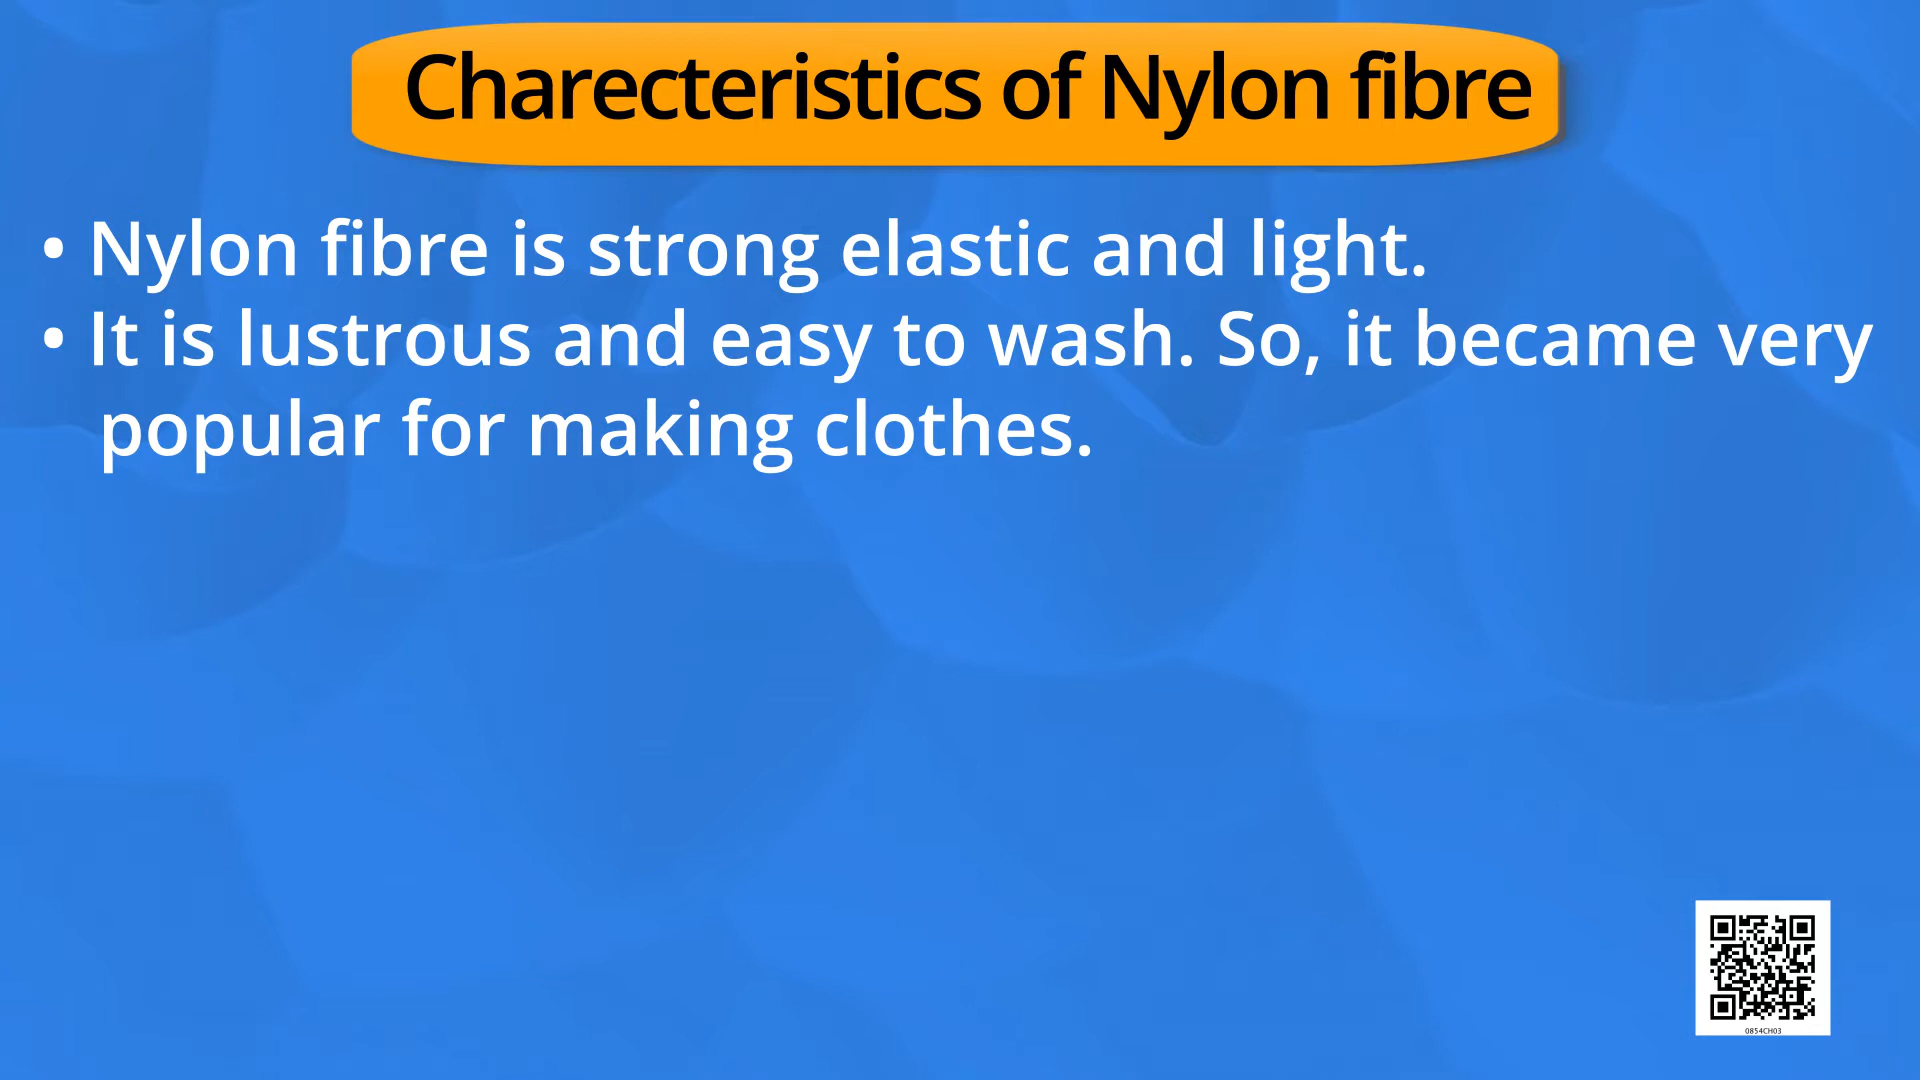 Charecteristics of Nylon fibre
• Nylon fibre is strong elastic and light.
• It is lustrous and easy to wash. So, it became very
popular for making clothes.
0854CH03